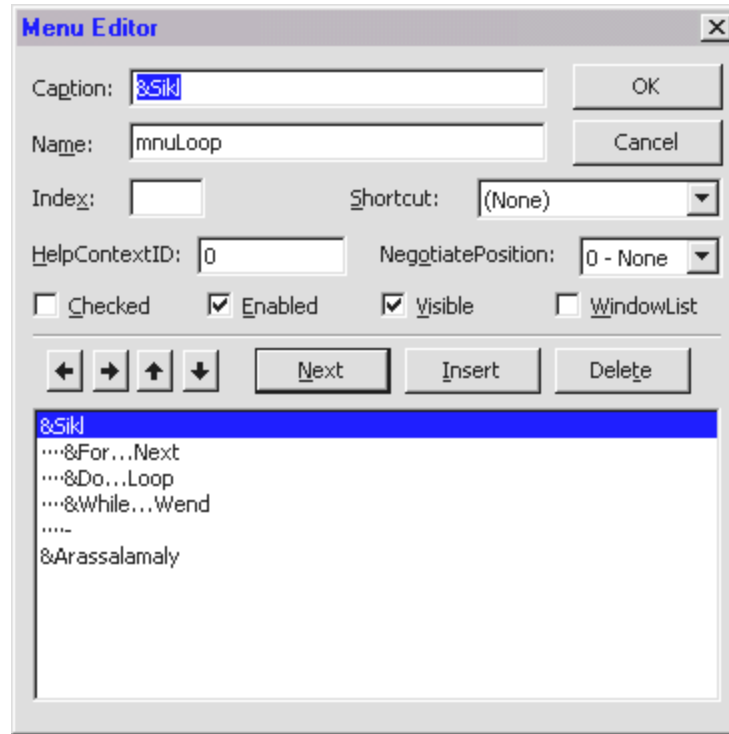 Menu Editor
Caption: &Sikl OK
Name: mnuLoop Cancel
Index: Shortcut: (None)
HelpContextID: 0 NegotiatePosition: 0 - None
Checked Enabled Visible WindowList
Next Insert Delete
&Sikl
····&For...Next
····&Do...Loop
····&While...Wend
····-
&Arassalamaly